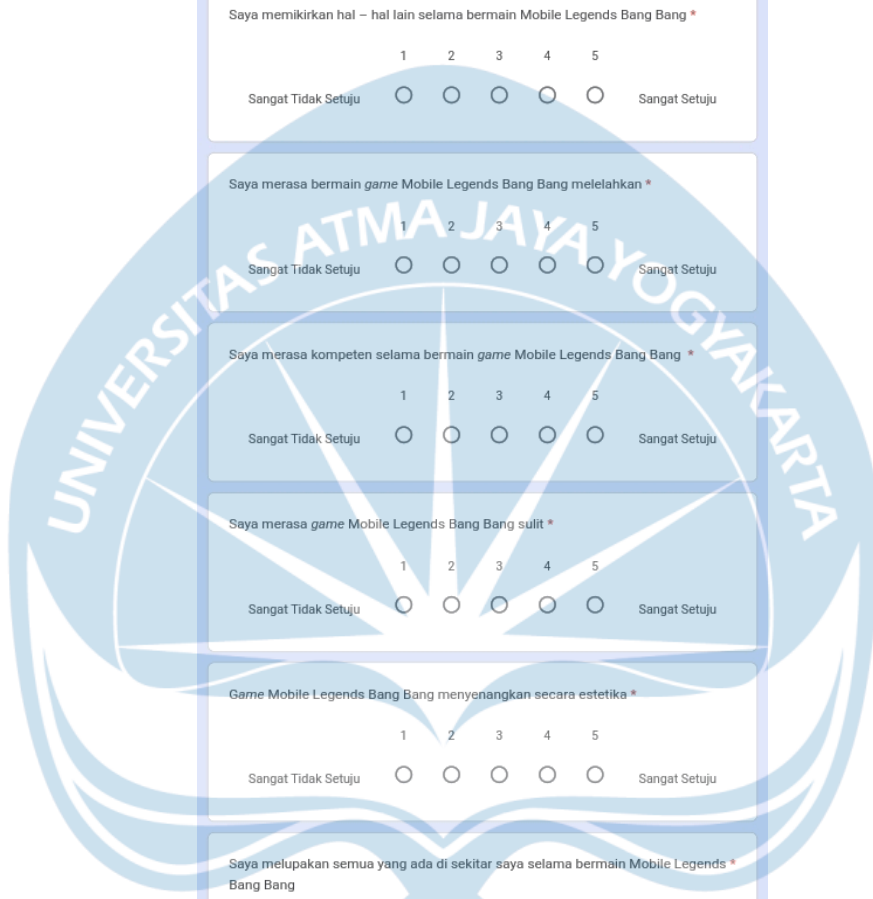 Saya memikirkan hal – hal lain selama bermain Mobile Legends Bang Bang *
1 2 3 4 5
Sangat Tidak Setuju Sangat Setuju
Saya merasa bermain game Mobile Legends Bang Bang melelahkan *
1 2 3 4 5
Sangat Tidak Setuju Sangat Setuju
Saya merasa kompeten selama bermain game Mobile Legends Bang Bang *
1 2 3 4 5
Sangat Tidak Setuju Sangat Setuju
Saya merasa game Mobile Legends Bang Bang sulit *
1 2 3 4 5
Sangat Tidak Setuju Sangat Setuju
Game Mobile Legends Bang Bang menyenangkan secara estetika *
1 2 3 4 5
Sangat Tidak Setuju Sangat Setuju
Saya melupakan semua yang ada di sekitar saya selama bermain Mobile Legends *
Bang Bang
UNIVERSITAS ATMA JAYA YOGYAKARTA